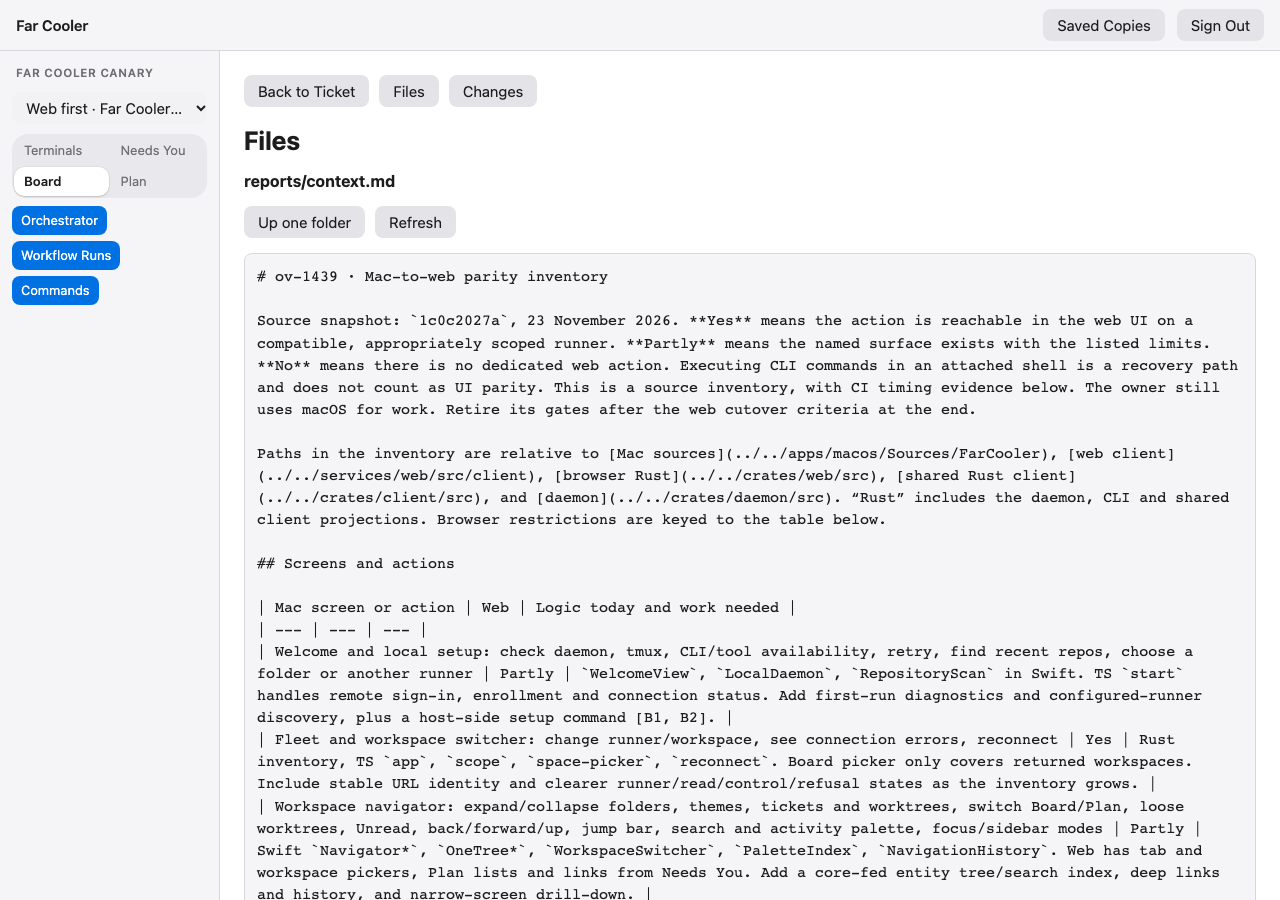 Far Cooler
Saved Copies
Sign Out
FAR COOLER CANARY
Web first · Far Cooler...
Terminals
Needs You
Board
Plan
Orchestrator
Workflow Runs
Commands
Back to Ticket
Files
Changes
Files
reports/context.md
Up one folder
Refresh
# ov-1439 · Mac-to-web parity inventory
Source snapshot: `1c0c2027a`, 23 November 2026. **Yes** means the action is reachable in the web UI on a
compatible, appropriately scoped runner. **Partly** means the named surface exists with the listed limits.
**No** means there is no dedicated web action. Executing CLI commands in an attached shell is a recovery path
and does not count as UI parity. This is a source inventory, with CI timing evidence below. The owner still
uses macOS for work. Retire its gates after the web cutover criteria at the end.
Paths in the inventory are relative to [Mac sources](../../apps/macos/Sources/FarCooler), [web client]
(../../services/web/src/client), [browser Rust](../../crates/web/src), [shared Rust client]
(../../crates/client/src), and [daemon](../../crates/daemon/src). “Rust” includes the daemon, CLI and shared
client projections. Browser restrictions are keyed to the table below.
## Screens and actions
| Mac screen or action | Web | Logic today and work needed |
| --- | --- | --- |
| Welcome and local setup: check daemon, tmux, CLI/tool availability, retry, find recent repos, choose a
folder or another runner | Partly | `WelcomeView`, `LocalDaemon`, `RepositoryScan` in Swift. TS `start`
handles remote sign-in, enrollment and connection status. Add first-run diagnostics and configured-runner
discovery, plus a host-side setup command [B1, B2]. |
| Fleet and workspace switcher: change runner/workspace, see connection errors, reconnect | Yes | Rust
inventory, TS `app`, `scope`, `space-picker`, `reconnect`. Board picker only covers returned workspaces.
Include stable URL identity and clearer runner/read/control/refusal states as the inventory grows. |
| Workspace navigator: expand/collapse folders, themes, tickets and worktrees, switch Board/Plan, loose
worktrees, Unread, back/forward/up, jump bar, search and activity palette, focus/sidebar modes | Partly |
Swift `Navigator*`, `OneTree*`, `WorkspaceSwitcher`, `PaletteIndex`, `NavigationHistory`. Web has tab and
workspace pickers, Plan lists and links from Needs You. Add a core-fed entity tree/search index, deep links
and history, and narrow-screen drill-down. |